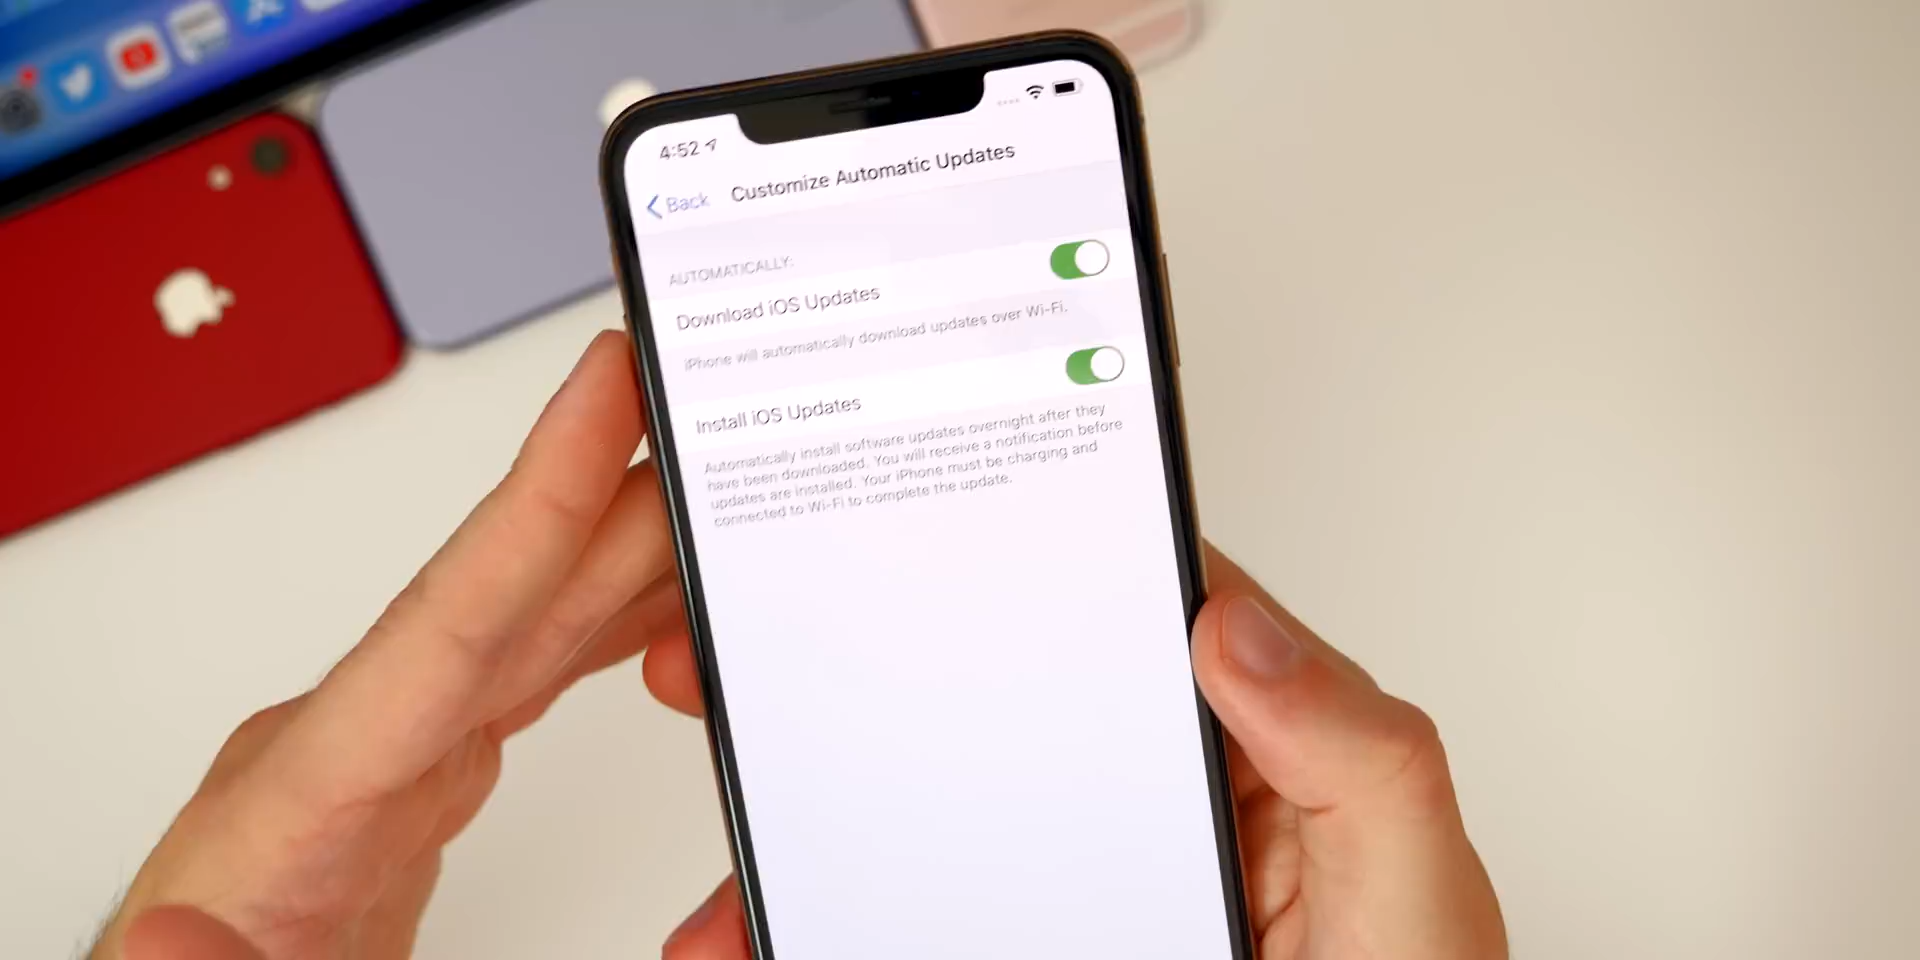 4:52
Back
Customize Automatic Updates
AUTOMATICALLY:
Download iOS Updates
iPhone will automatically download updates over Wi-Fi.
Install iOS Updates
Automatically install software updates overnight after they
have been downloaded. You will receive a notification before
updates are installed. Your iPhone must be charging and
connected to Wi-Fi to complete the update.